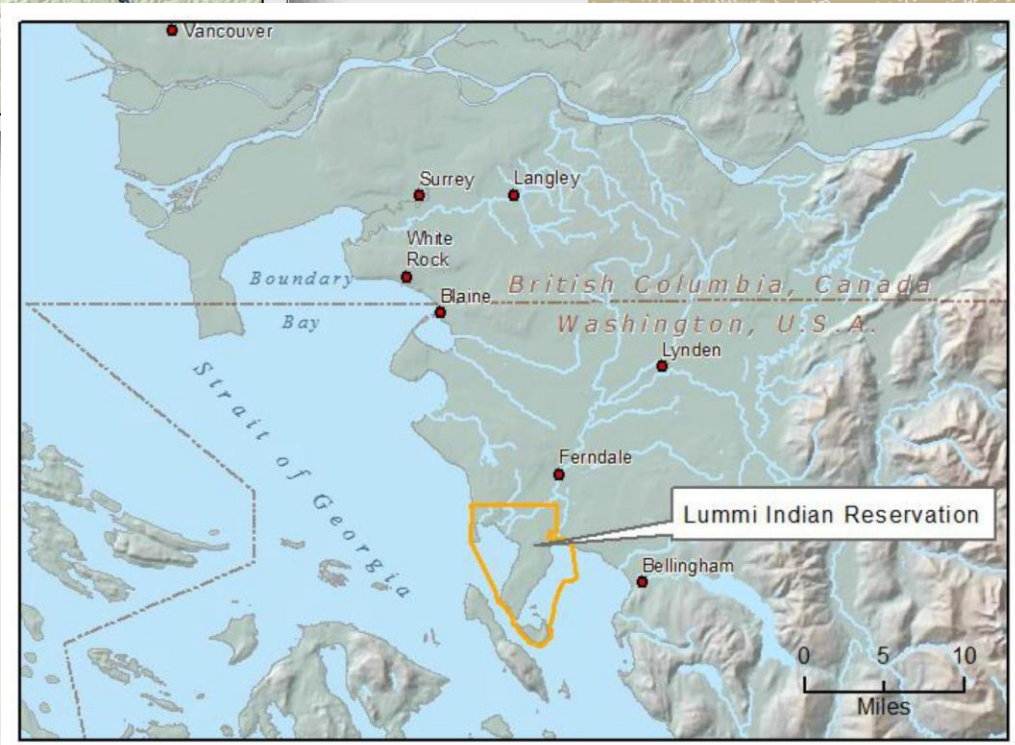 Vancouver
Surrey
Langley
White
Rock
Boundary
British Columbia, Canada
Blaine
Bay
Washington, U.S.A.
Lynden
Strait of Georgia
Ferndale
Lummi Indian Reservation
Bellingham
0 5 10
Miles